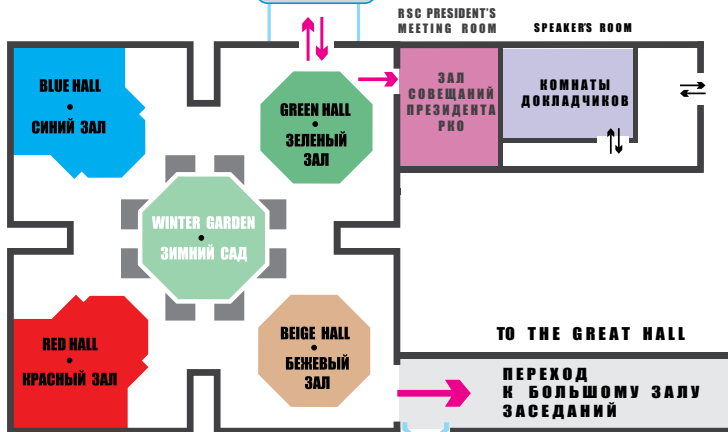 RSC PRESIDENT'S
MEETING ROOM
SPEAKER'S ROOM
BLUE HALL
СИНИЙ ЗАЛ
GREEN HALL
ЗЕЛЕНЫЙ
ЗАЛ
ЗАЛ
СОВЕЩАНИЙ
ПРЕЗИДЕНТА
РКО
КОМНАТЫ
ДОКЛАДЧИКОВ
WINTER GARDEN
ЗИМНИЙ САД
RED HALL
КРАСНЫЙ ЗАЛ
BEIGE HALL
БЕЖЕВЫЙ
ЗАЛ
TO THE GREAT HALL
ПЕРЕХОД
К БОЛЬШОМУ ЗАЛУ
ЗАСЕДАНИЙ